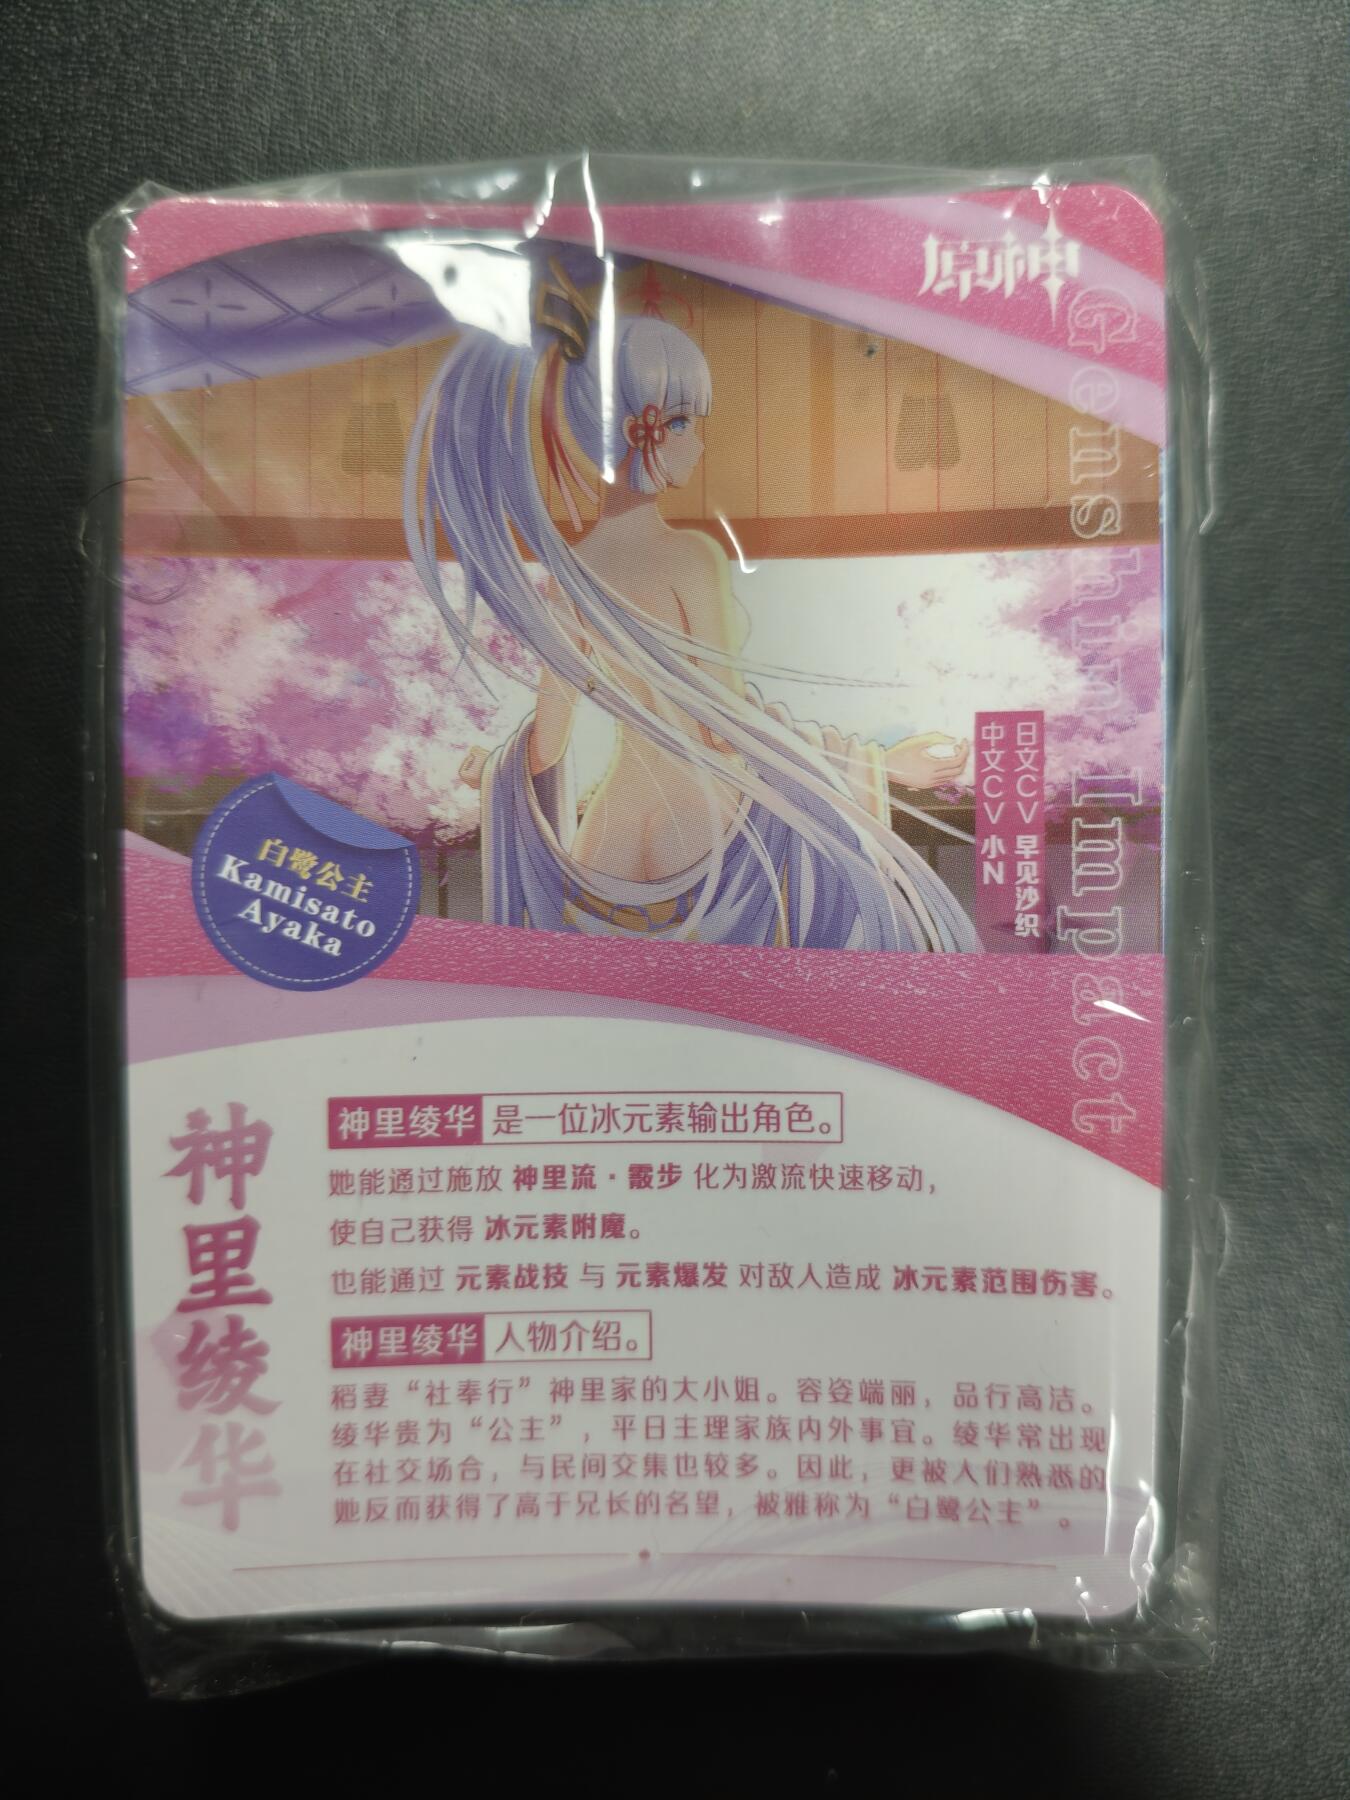 原神
Genshin Impact
日文CV 早见沙织
中文CV 小N
白鹭公主
Kamisato
Ayaka
神里绫华
神里绫华 是一位冰元素输出角色。
她能通过施放 神里流·霰步 化为激流快速移动，
使自己获得 冰元素附魔。
也能通过 元素战技 与 元素爆发 对敌人造成 冰元素范围伤害。
神里绫华 人物介绍。
稻妻“社奉行”神里家的大小姐。容姿端丽，品行高洁。
绫华贵为“公主”，平日主理家族内外事宜。绫华常出现
在社交场合，与民间交集也较多。因此，更被人们熟悉的
她反而获得了高于兄长的名望，被雅称为“白鹭公主”。